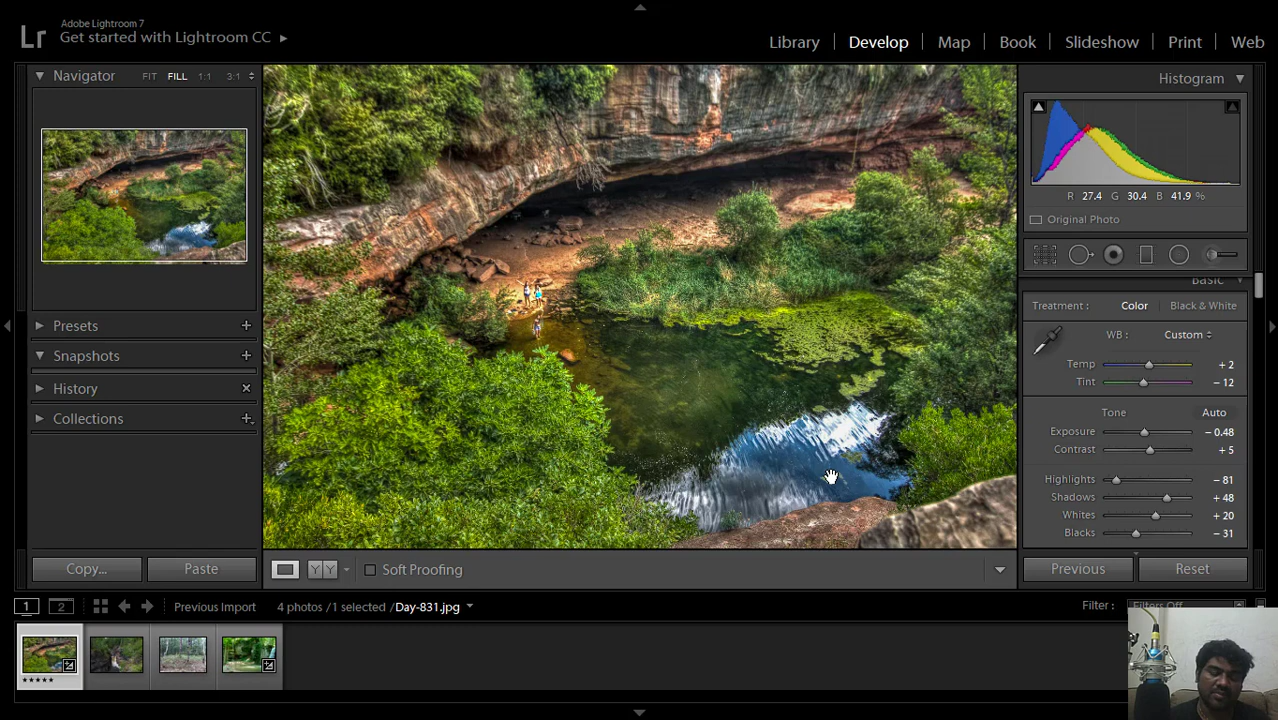 Adobe Lightroom 7
Lr
Get started with Lightroom CC
Library Develop Map Book Slideshow Print Web
Navigator FIT FILL 1:1 3:1
Histogram
R 27.4 G 30.4 B 41.9 %
Original Photo
Basic
Treatment : Color Black & White
WB : Custom
Temp + 2
Tint − 12
Tone Auto
Exposure − 0.48
Contrast + 5
Highlights − 81
Shadows + 48
Whites + 20
Blacks − 31
Presets
Snapshots
History
Collections
Copy... Paste
Y Y
Soft Proofing
Previous Reset
1 2
Previous Import 4 photos / 1 selected / Day-831.jpg
Filter : Filters Off